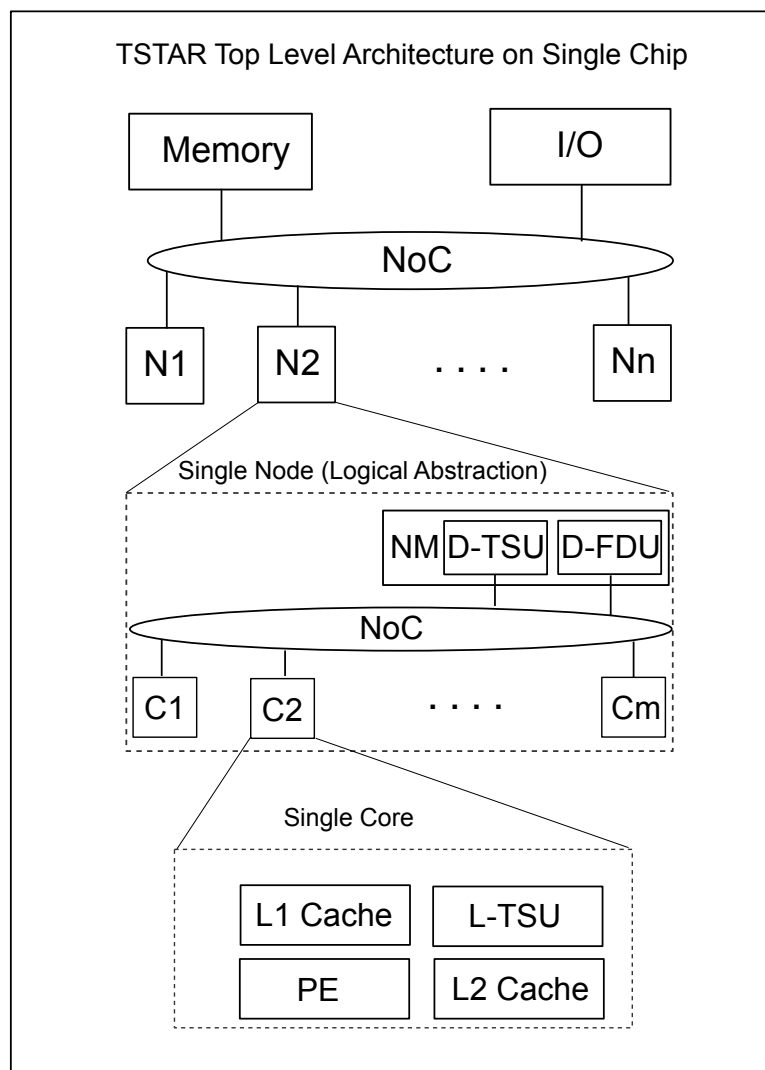 TSTAR Top Level Architecture on Single Chip
Memory
I/O
NoC
N1
N2
. . . .
Nn
Single Node (Logical Abstraction)
NM
D-TSU
D-FDU
NoC
C1
C2
. . . .
Cm
Single Core
L1 Cache
L-TSU
PE
L2 Cache